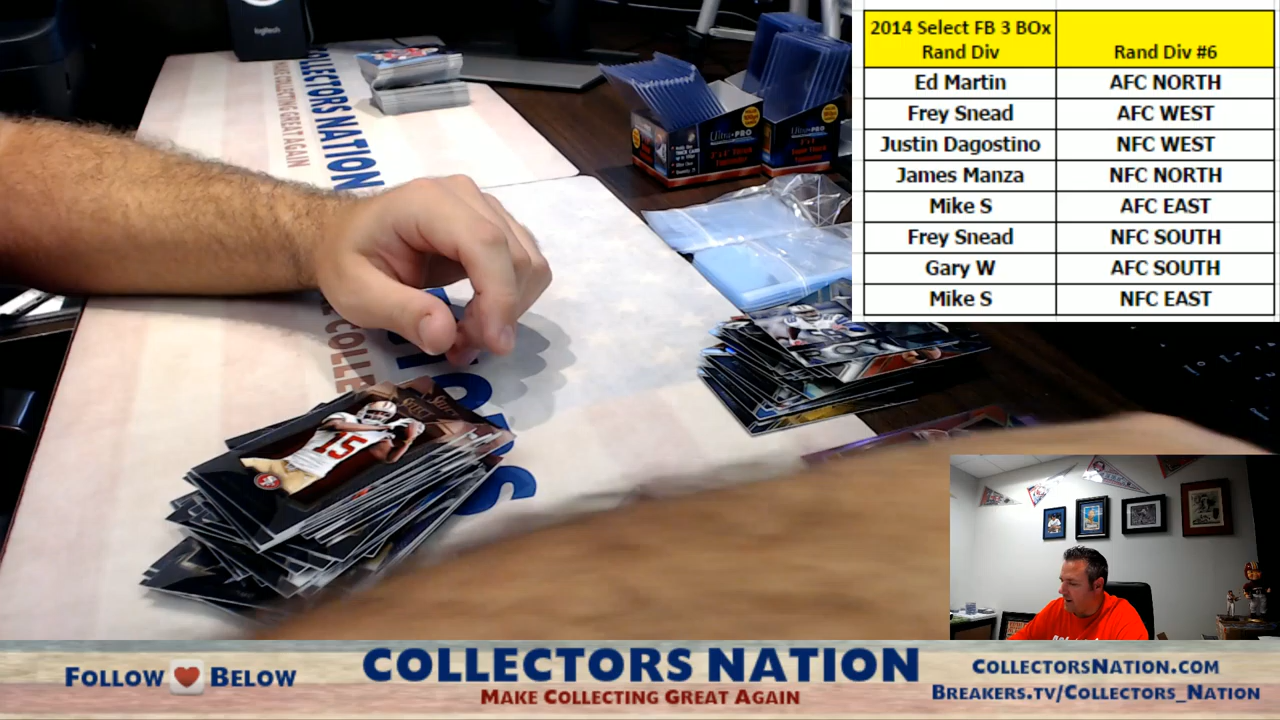 2014 Select FB 3 BOx
Rand Div
Rand Div #6
Ed Martin AFC NORTH
Frey Snead AFC WEST
Justin Dagostino NFC WEST
James Manza NFC NORTH
Mike S AFC EAST
Frey Snead NFC SOUTH
Gary W AFC SOUTH
Mike S NFC EAST
logitech
COLLECTORS NATION
MAKE COLLECTING GREAT AGAIN
Ultra PRO
COLLE
SELECT
15
FOLLOW BELOW
COLLECTORS NATION
MAKE COLLECTING GREAT AGAIN
COLLECTORSNATION.COM
BREAKERS.TV/COLLECTORS_NATION